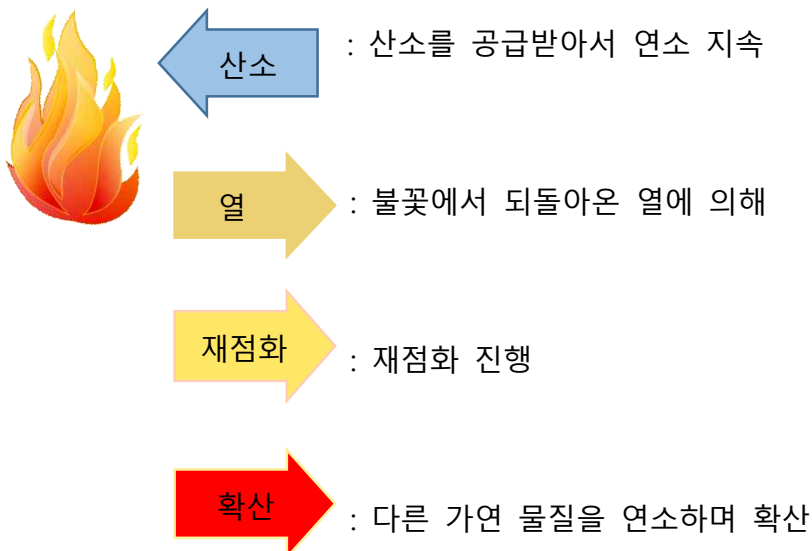 산소 : 산소를 공급받아서 연소 지속
열 : 불꽃에서 되돌아온 열에 의해
재점화 : 재점화 진행
확산 : 다른 가연 물질을 연소하며 확산